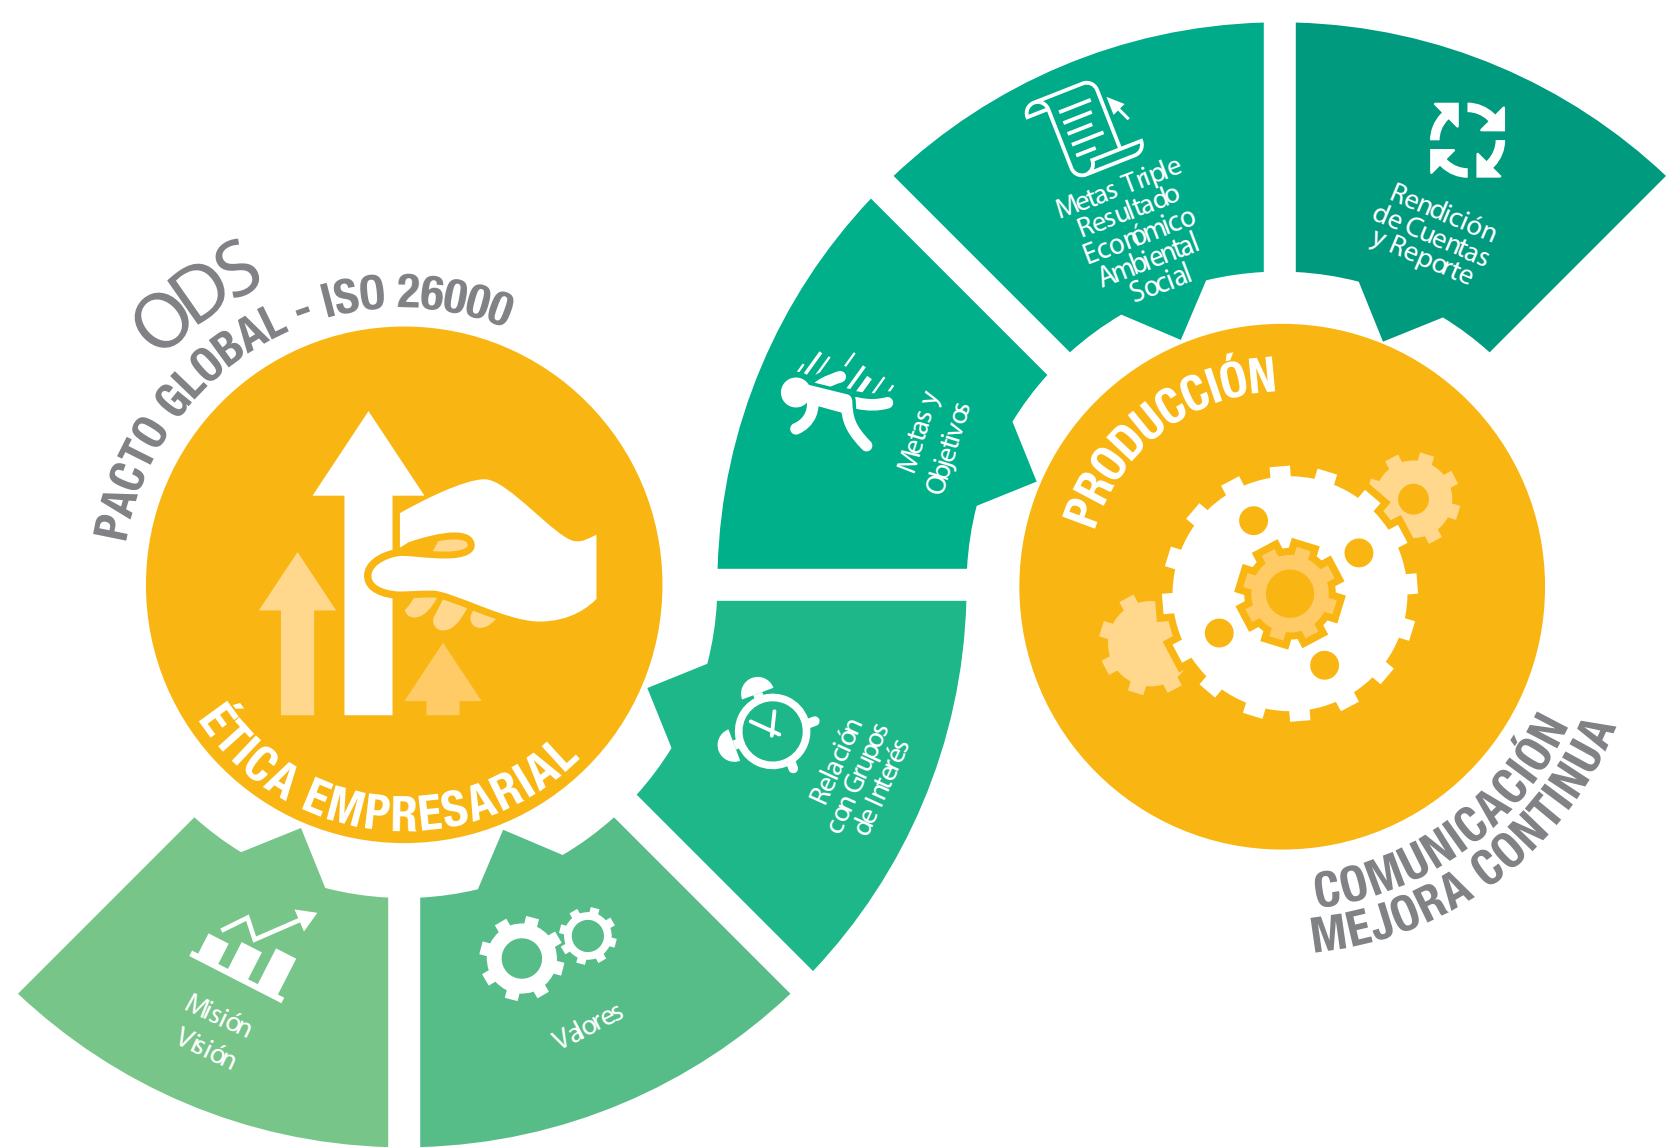 ODS
PACTO GLOBAL - ISO 26000
ÉTICA EMPRESARIAL
Misión
Visión
Valores
Relación
con Grupos
de Interés
Metas y
Objetivos
Metas Triple
Resultado
Económico
Ambiental
Social
Rendición
de Cuentas
y Reporte
PRODUCCIÓN
COMUNICACIÓN
MEJORA CONTINUA